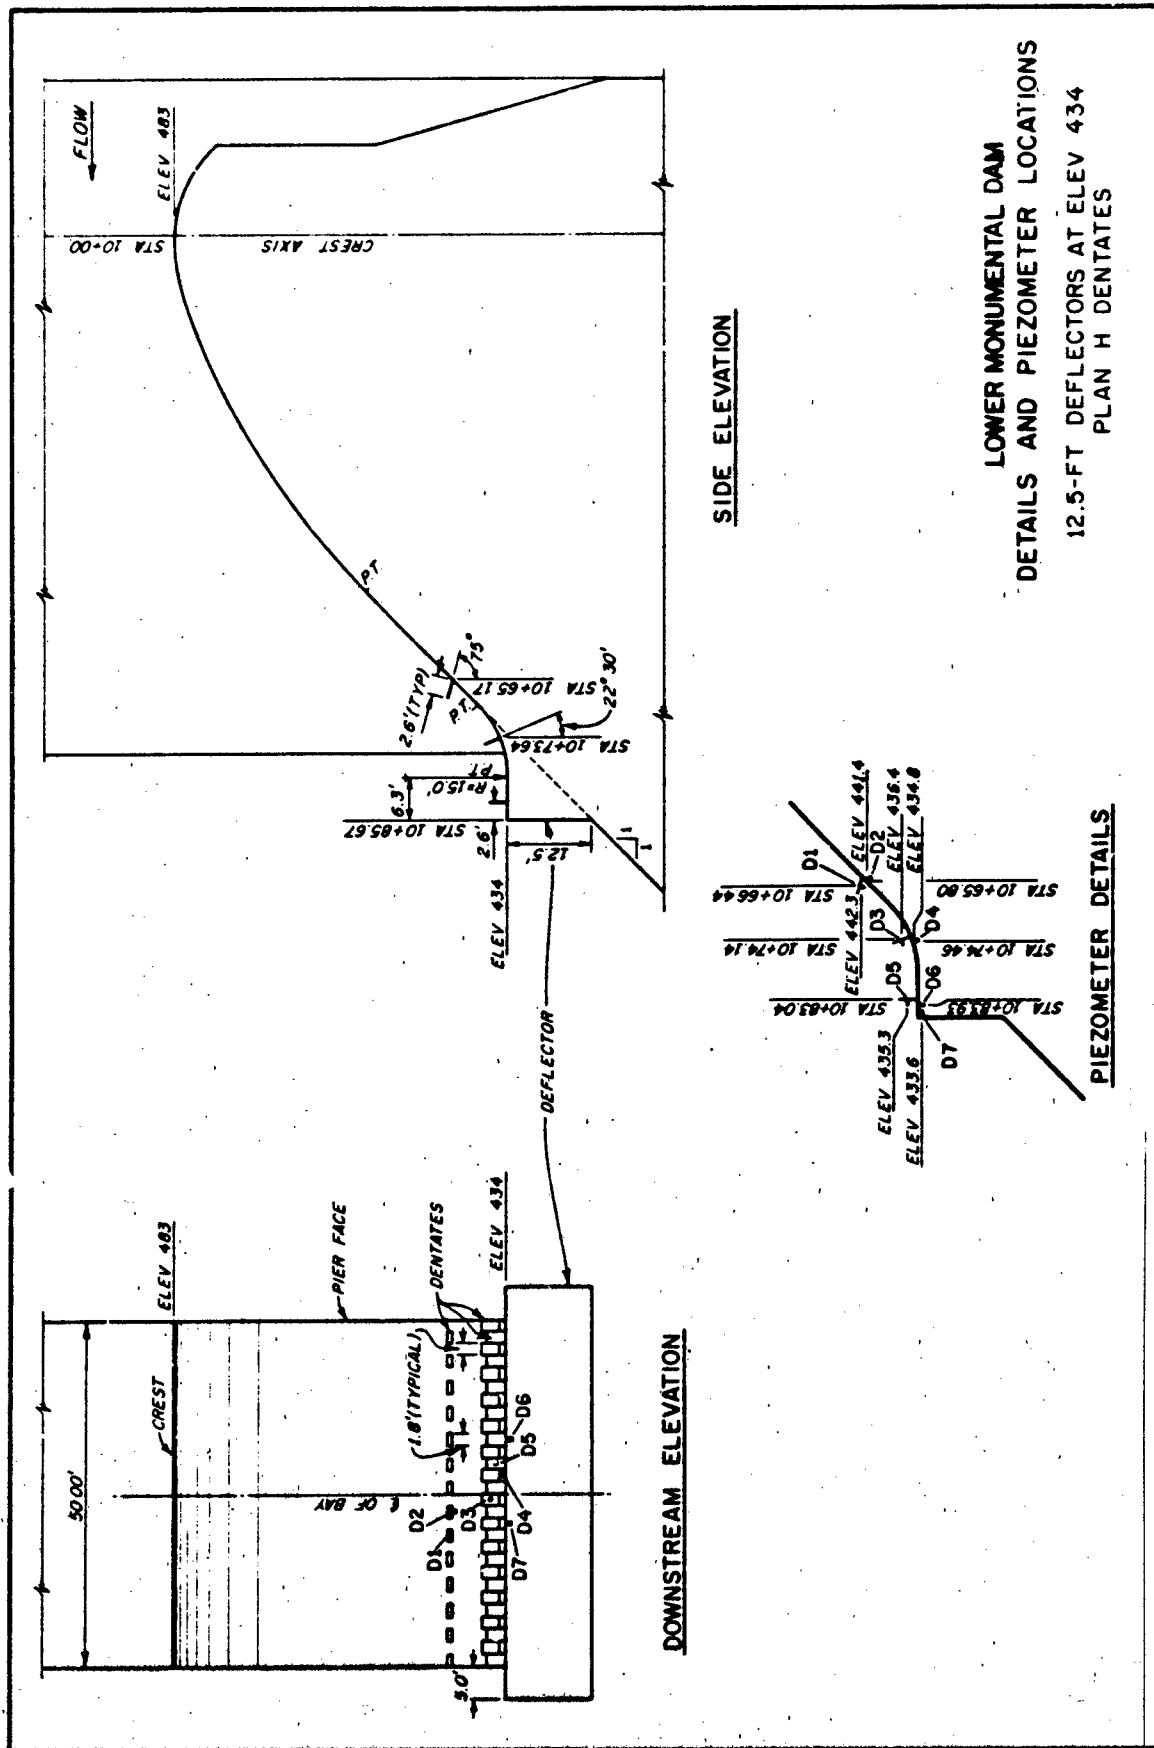 FLOW
ELEV 483
STA 10+00
CREST AXIS
P.T.
75°
2.6'(TYP)
STA 10+65.17
P.T.
22° 30'
STA 10+73.64
P.T.
R=15.0'
6.3'
STA 10+85.67
2.6'
12.5'
1
1
ELEV 434
SIDE ELEVATION
DEFLECTOR
50.00'
CREST
ELEV 483
PIER FACE
℄ OF BAY
1.8'(TYPICAL)
DENTATES
ELEV 434
D1
D2
D3
D4
D5
D6
D7
5.0'
DOWNSTREAM ELEVATION
D1
STA 10+66.44
ELEV 441.4
D2
ELEV 436.4
ELEV 434.8
STA 10+65.80
ELEV 442.3
D3
STA 10+74.14
D4
STA 10+74.46
D5
STA 10+83.04
D6
STA 10+83.93
ELEV 435.3
ELEV 433.6
D7
PIEZOMETER DETAILS
LOWER MONUMENTAL DAM
DETAILS AND PIEZOMETER LOCATIONS
12.5-FT DEFLECTORS AT ELEV 434
PLAN H DENTATES